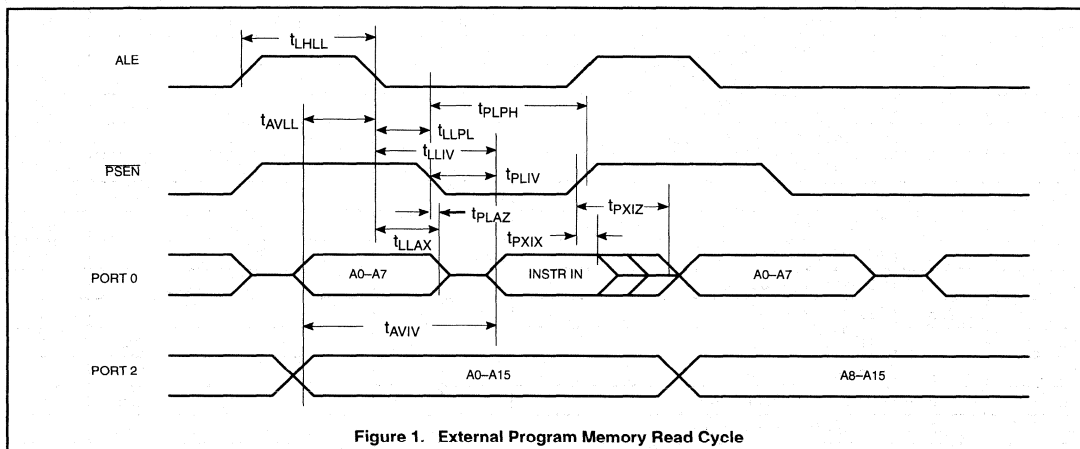 tLHLL
ALE
tPLPH
tAVLL
tLLPL
tLLIV
PSEN
tPLIV
tPLAZ
tPXIZ
tLLAX
tPXIX
PORT 0
A0–A7
INSTR IN
A0–A7
tAVIV
PORT 2
A0–A15
A8–A15
Figure 1. External Program Memory Read Cycle